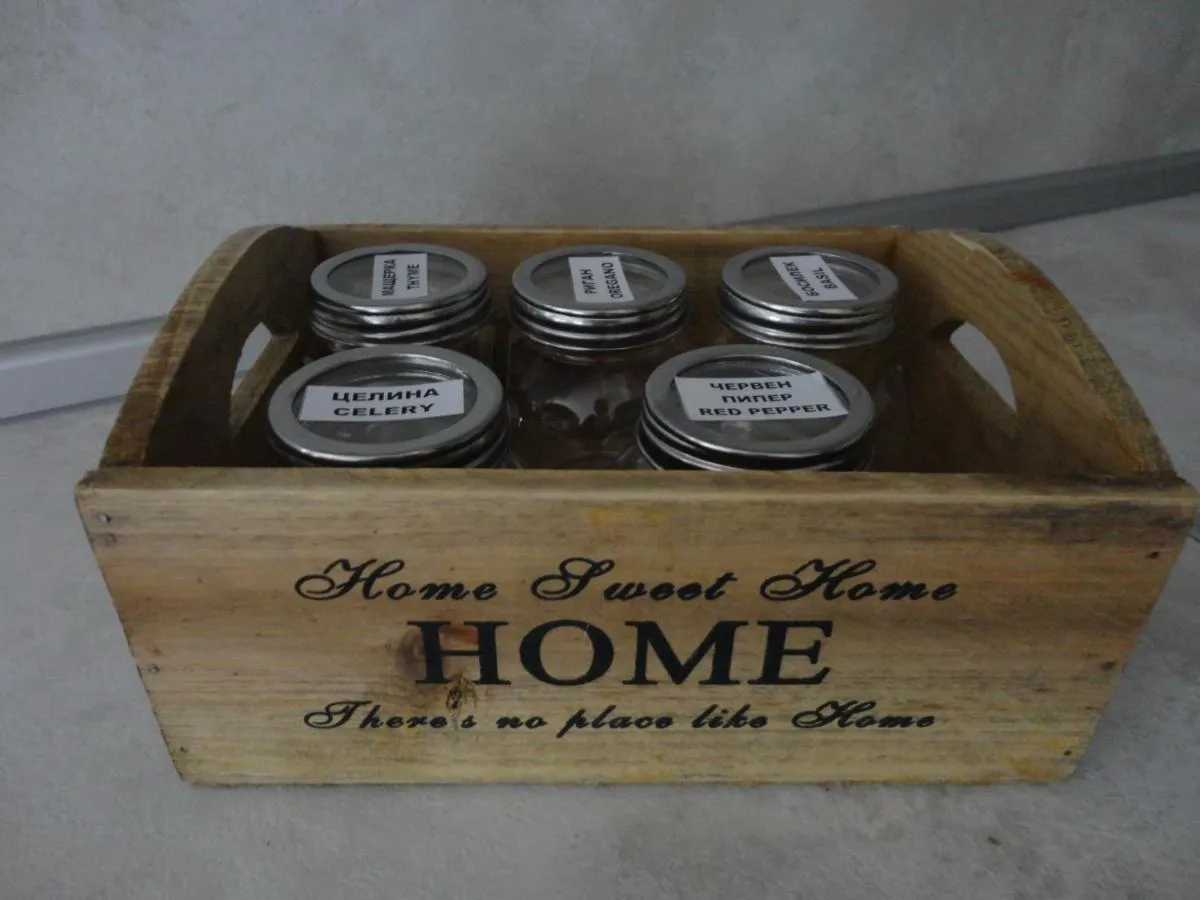 МАЩЕРКА
THYME
РИГАН
OREGANO
БОСИЛЕК
BASIL
ЦЕЛИНА
CELERY
ЧЕРВЕН
ПИПЕР
RED PEPPER
Home Sweet Home
HOME
There's no place like Home